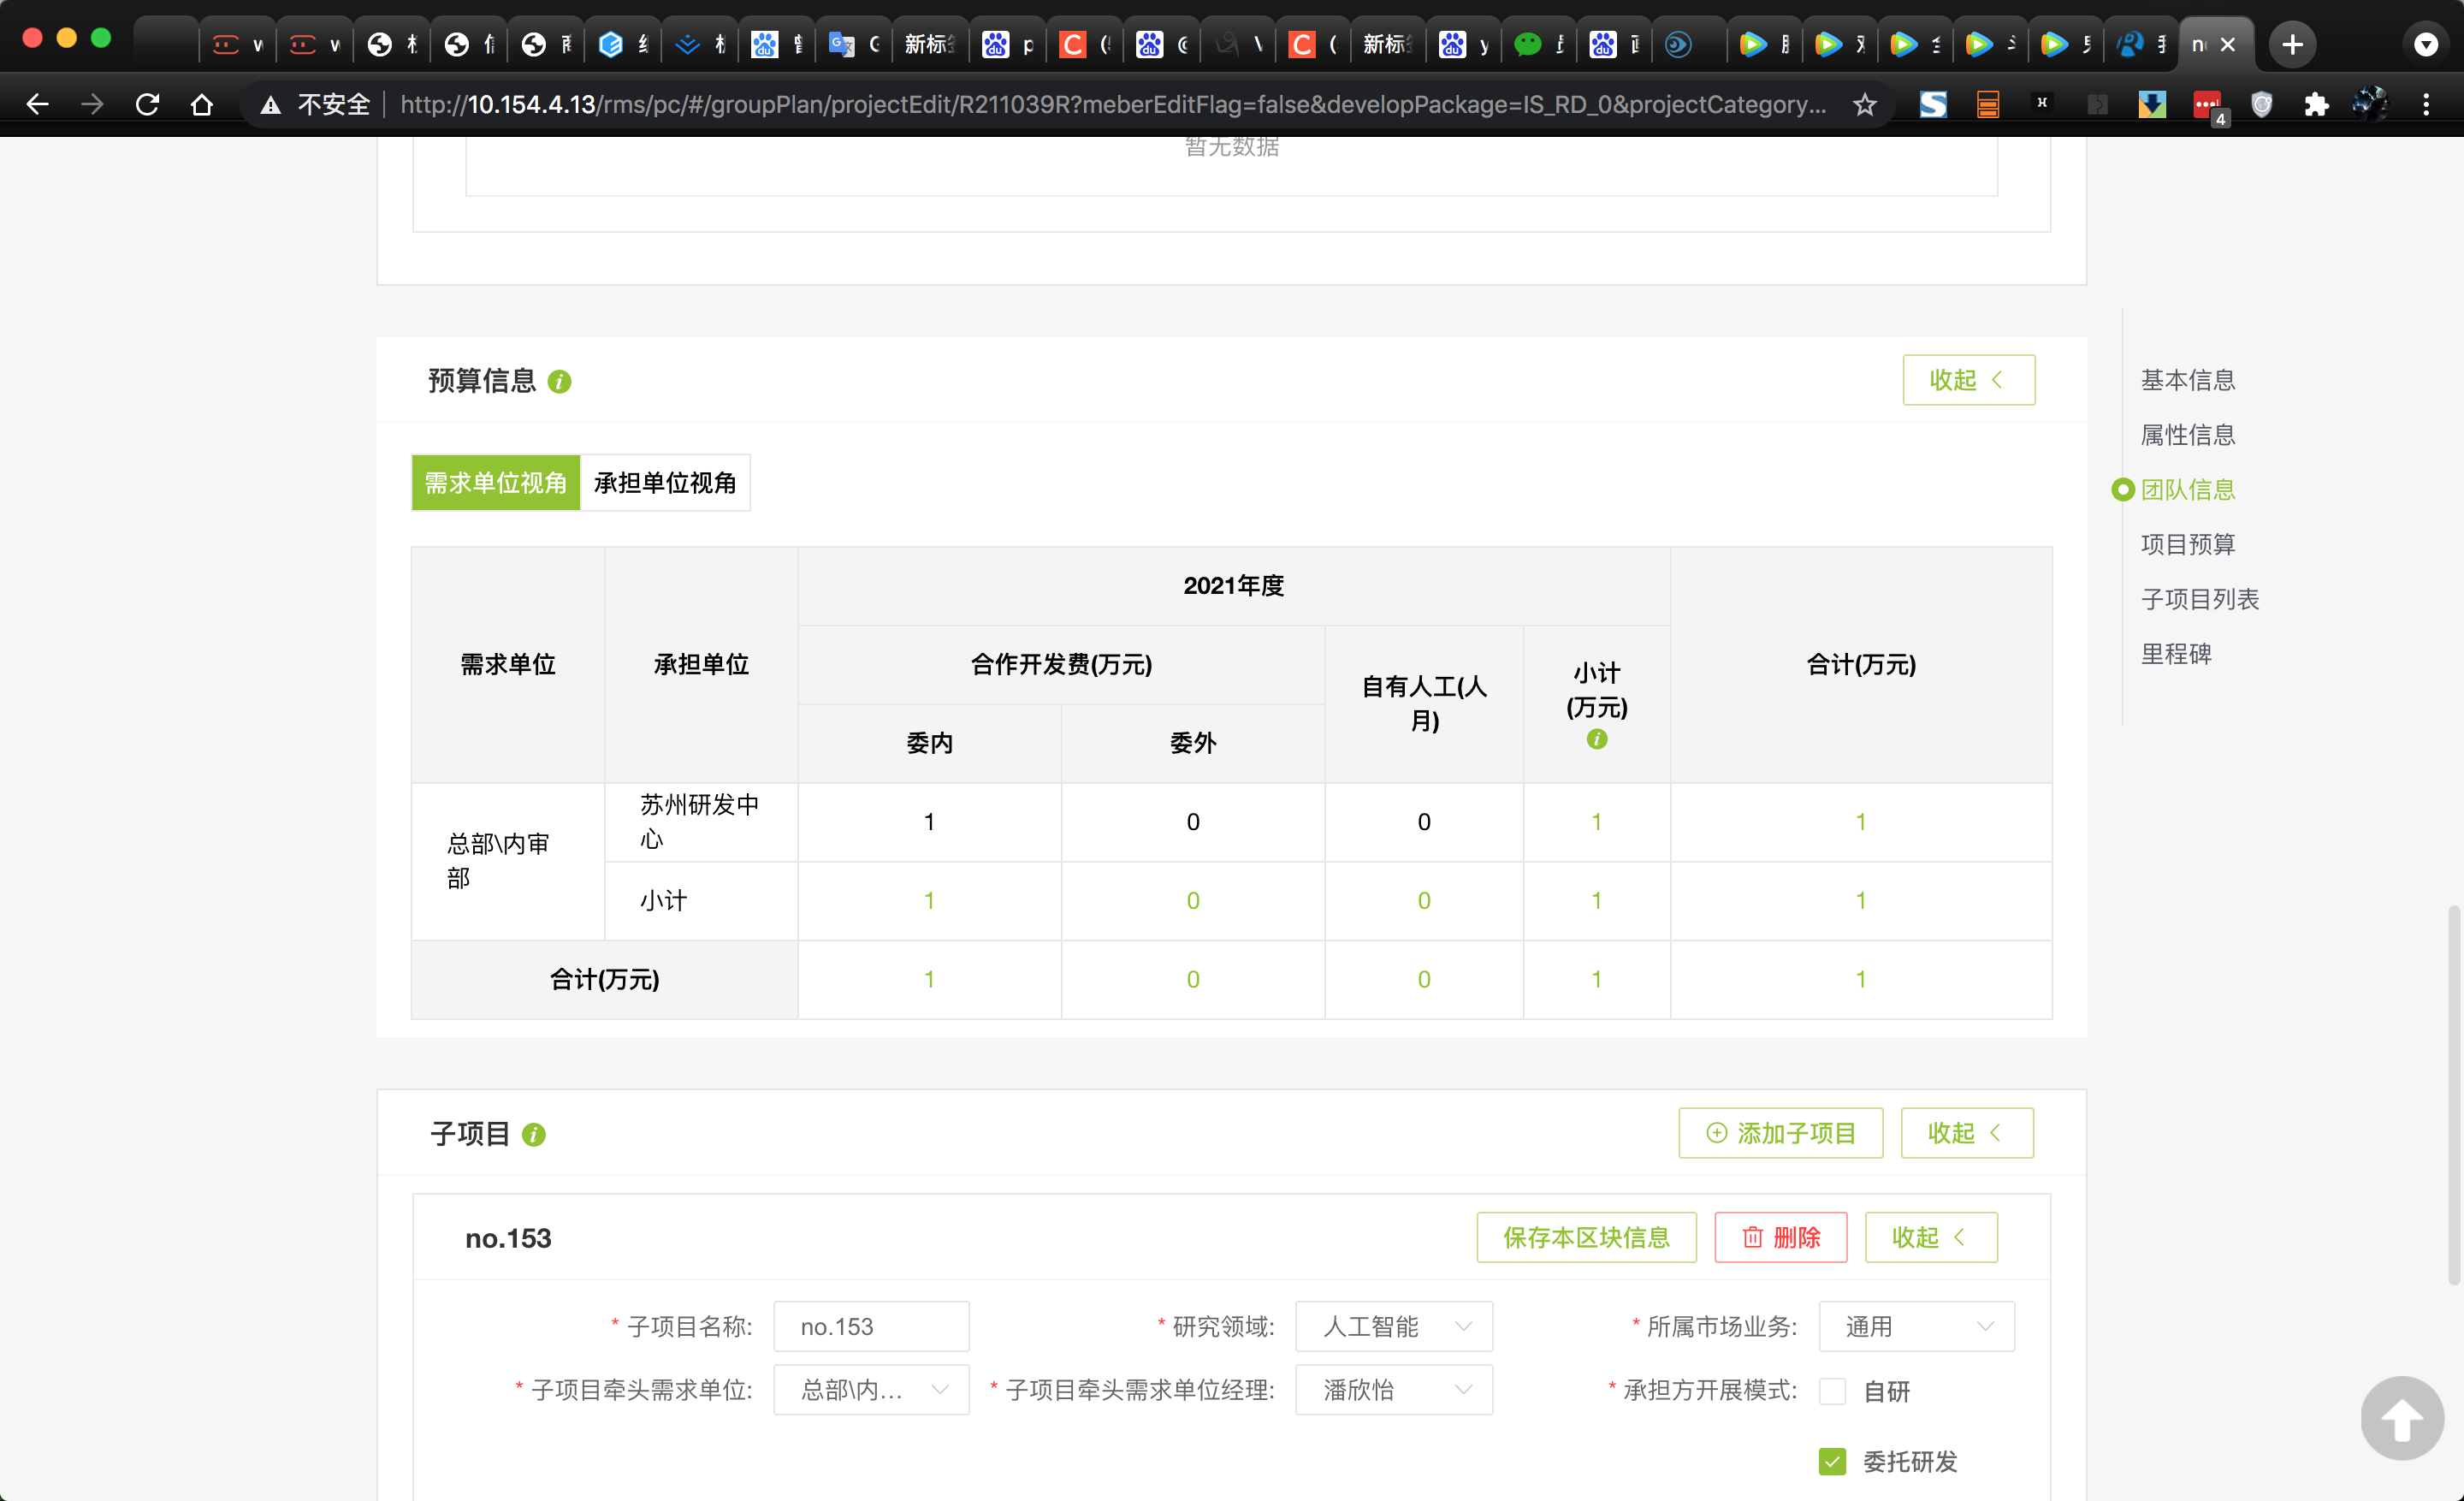 新标
新标
不安全
http://10.154.4.13/rms/pc/#/groupPlan/projectEdit/R211039R?meberEditFlag=false&developPackage=IS_RD_0&projectCategory...
4
暂无数据
预算信息
收起
需求单位视角
承担单位视角
需求单位
承担单位
2021年度
合计(万元)
合作开发费(万元)
自有人工(人
月)
小计
(万元)
委内
委外
总部\内审
部
苏州研发中
心
1
0
0
1
1
小计
1
0
0
1
1
合计(万元)
1
0
0
1
1
基本信息
属性信息
团队信息
项目预算
子项目列表
里程碑
子项目
添加子项目
收起
no.153
保存本区块信息
删除
收起
* 子项目名称:
no.153
* 研究领域:
人工智能
* 所属市场业务:
通用
* 子项目牵头需求单位:
总部\内...
* 子项目牵头需求单位经理:
潘欣怡
* 承担方开展模式:
自研
委托研发